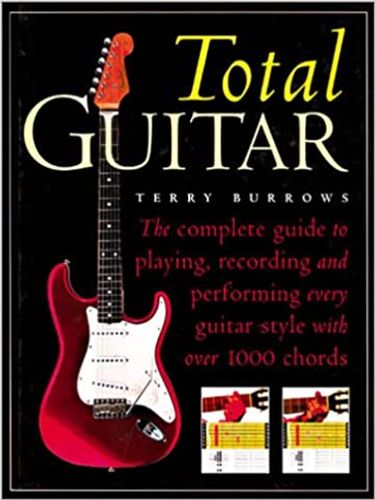 Total
GUITAR
TERRY BURROWS
The complete guide to
playing, recording and
performing every
guitar style with
over 1000 chords